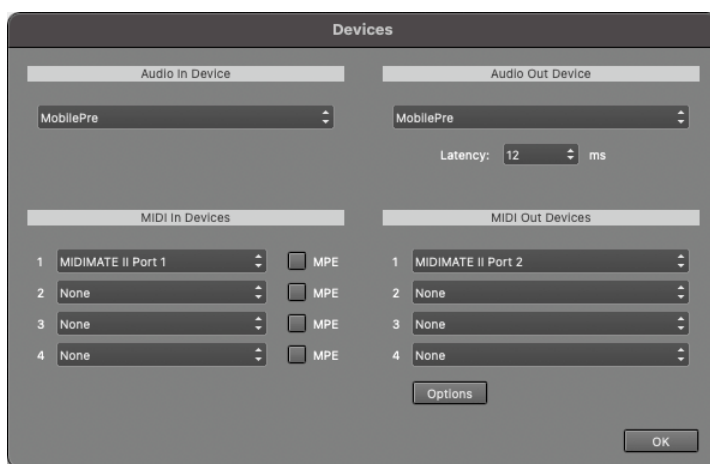 Devices
Audio In Device
Audio Out Device
MobilePre
MobilePre
Latency: 12 ms
MIDI In Devices
MIDI Out Devices
1 MIDIMATE II Port 1 MPE
1 MIDIMATE II Port 2
2 None MPE
2 None
3 None MPE
3 None
4 None MPE
4 None
Options
OK